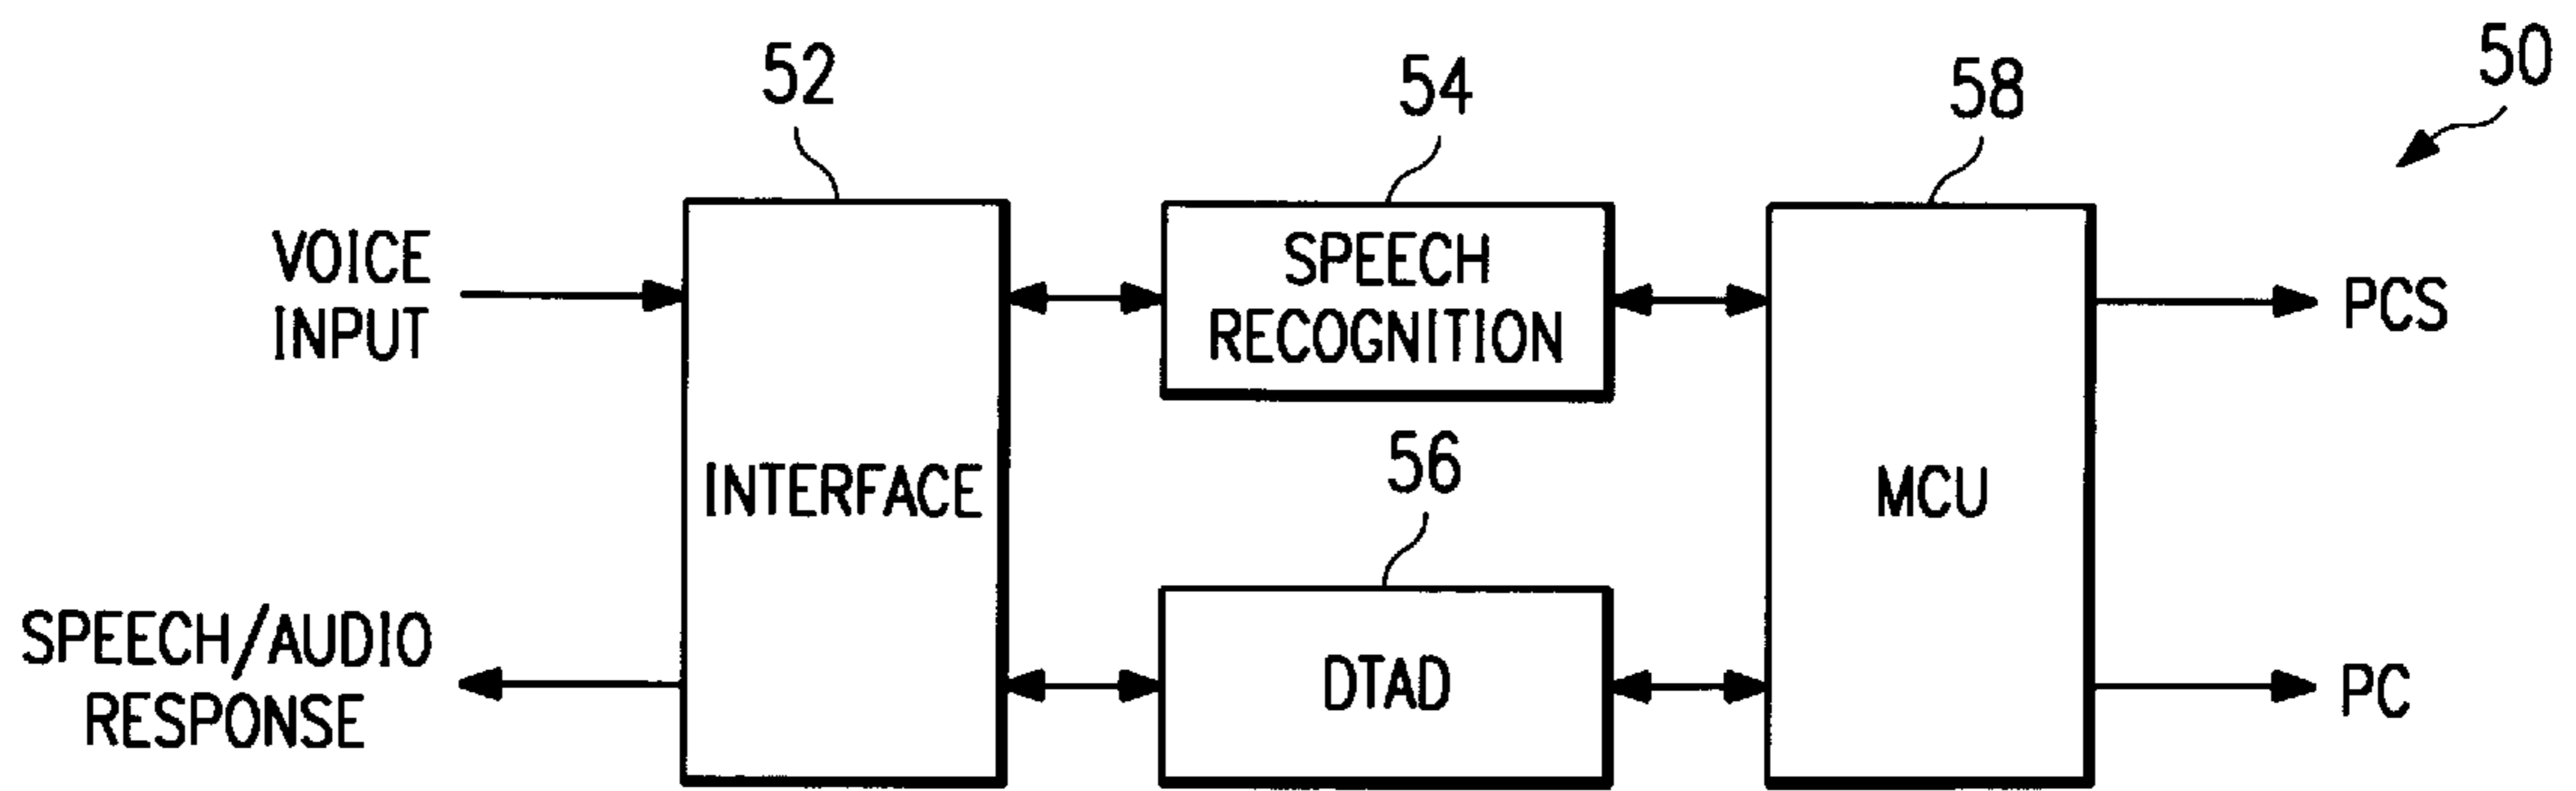 52
54
58
50
VOICE
INPUT
INTERFACE
SPEECH
RECOGNITION
56
DTAD
MCU
PCS
PC
SPEECH/AUDIO
RESPONSE